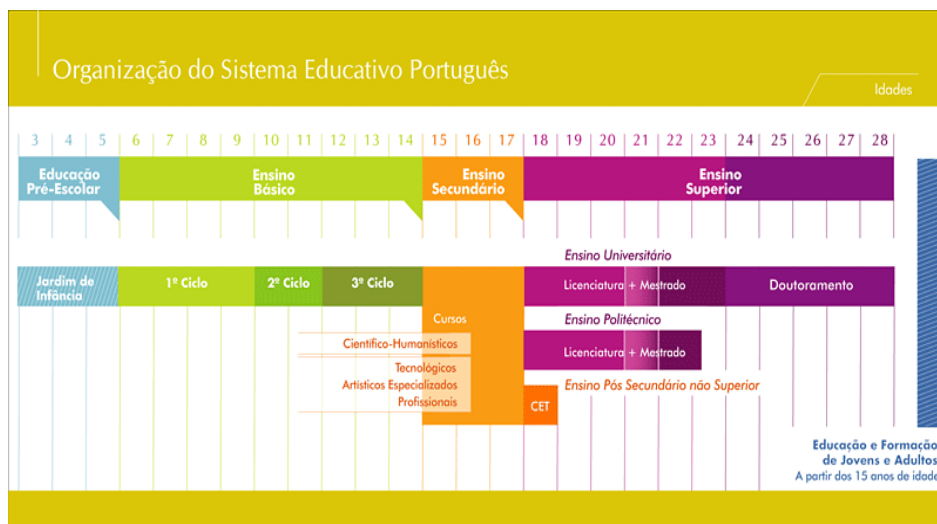 Organização do Sistema Educativo Português
Idades
3 4 5 6 7 8 9 10 11 12 13 14 15 16 17 18 19 20 21 22 23 24 25 26 27 28
Educação
Pré-Escolar
Ensino
Básico
Ensino
Secundário
Ensino
Superior
Ensino Universitário
Jardim de
Infância
1º Ciclo
2º Ciclo
3º Ciclo
Licenciatura + Mestrado
Doutoramento
Cursos
Ensino Politécnico
Científico-Humanísticos
Licenciatura + Mestrado
Tecnológicos
Artísticos Especializados
Profissionais
Ensino Pós Secundário não Superior
CET
Educação e Formação
de Jovens e Adultos
A partir dos 15 anos de idade